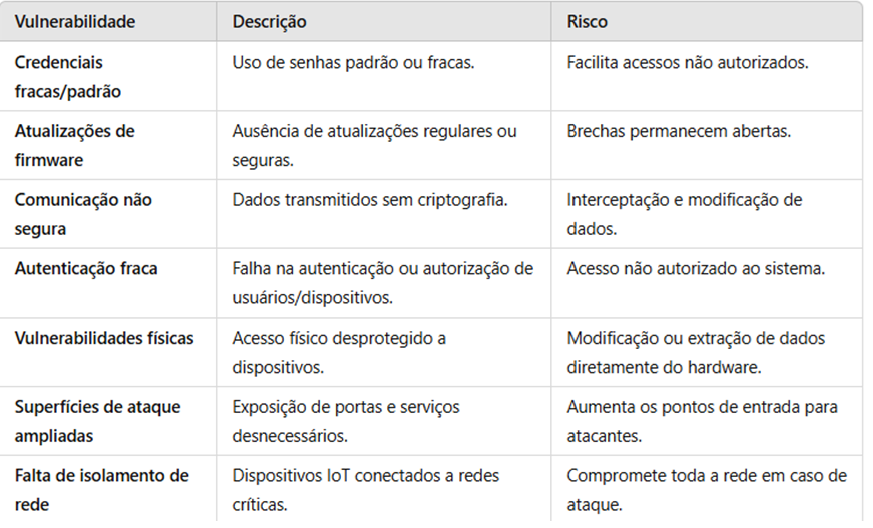 Vulnerabilidade Descrição Risco
Credenciais Uso de senhas padrão ou fracas. Facilita acessos não autorizados.
fracas/padrão
Atualizações de Ausência de atualizações regulares ou Brechas permanecem abertas.
firmware seguras.
Comunicação não Dados transmitidos sem criptografia. Interceptação e modificação de
segura dados.
Autenticação fraca Falha na autenticação ou autorização de Acesso não autorizado ao sistema.
usuários/dispositivos.
Vulnerabilidades físicas Acesso físico desprotegido a Modificação ou extração de dados
dispositivos. diretamente do hardware.
Superfícies de ataque Exposição de portas e serviços Aumenta os pontos de entrada para
ampliadas desnecessários. atacantes.
Falta de isolamento de Dispositivos IoT conectados a redes Compromete toda a rede em caso de
rede críticas. ataque.